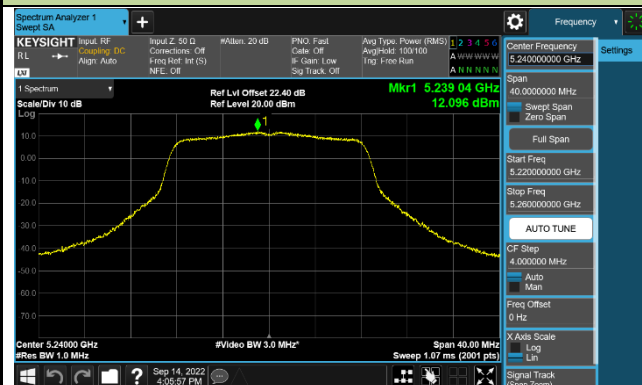 Spectrum Analyzer 1
Swept SA
Frequency
KEYSIGHT
RL
LXI
Input: RF
Coupling: DC
Align: Auto
Input Z: 50 Ω
Corrections: Off
Freq Ref: Int (S)
NFE: Off
#Atten: 20 dB
PNO: Fast
Gate: Off
IF Gain: Low
Sig Track: Off
Avg Type: Power (RMS)
Avg|Hold: 100/100
Trig: Free Run
1 2 3 4 5 6
A W W W W W
A N N N N N
1 Spectrum
Scale/Div 10 dB
Log
Ref Lvl Offset 22.40 dB
Ref Level 20.00 dBm
Mkr1 5.239 04 GHz
12.096 dBm
1
10.0
0.00
-10.0
-20.0
-30.0
-40.0
-50.0
-60.0
-70.0
Center 5.24000 GHz
#Res BW 1.0 MHz
#Video BW 3.0 MHz*
Span 40.00 MHz
Sweep 1.07 ms (2001 pts)
Center Frequency
5.240000000 GHz
Settings
Span
40.0000000 MHz
Swept Span
Zero Span
Full Span
Start Freq
5.220000000 GHz
Stop Freq
5.260000000 GHz
AUTO TUNE
CF Step
4.000000 MHz
Auto
Man
Freq Offset
0 Hz
X Axis Scale
Log
Lin
Signal Track
(Span Zoom)
Sep 14, 2022
4:05:57 PM